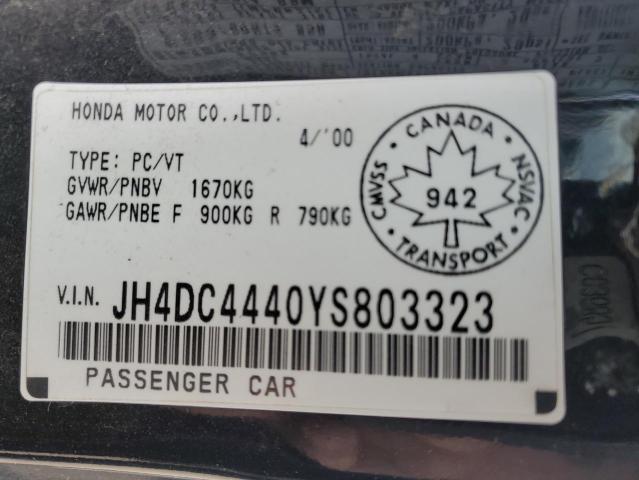 HONDA MOTOR CO.,LTD.
4/'00
TYPE: PC/VT
GVWR/PNBV 1670KG
GAWR/PNBE F 900KG R 790KG
CANADA
CMVSS
NSVAC
942
TRANSPORT
V.I.N. JH4DC4440YS803323
PASSENGER CAR